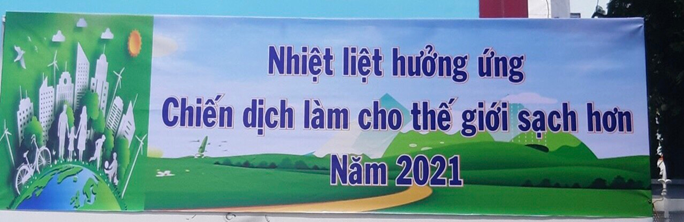 Nhiệt liệt hưởng ứng
Chiến dịch làm cho thế giới sạch hơn
Năm 2021